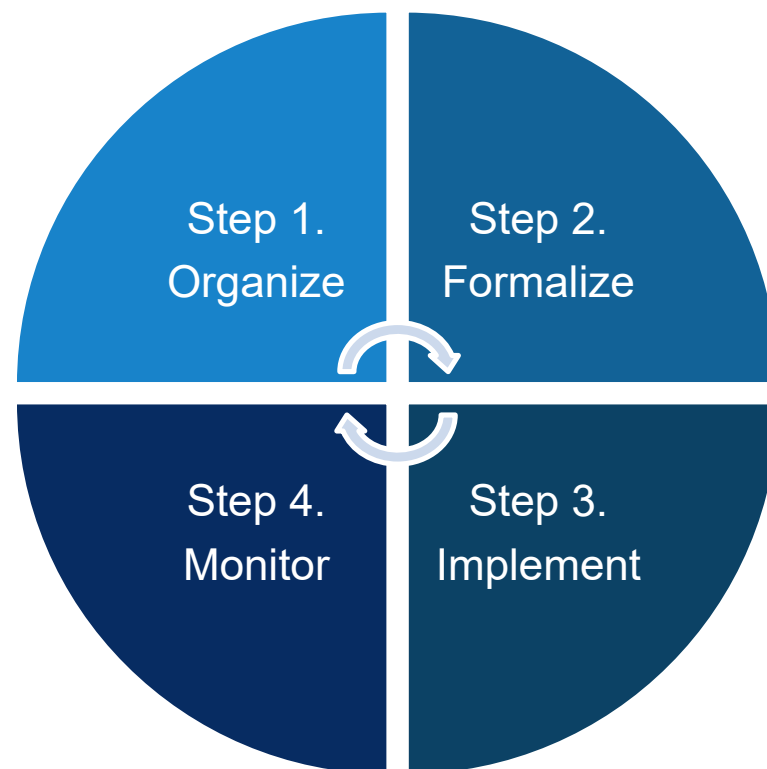 Step 1.
Organize
Step 2.
Formalize
Step 3.
Implement
Step 4.
Monitor